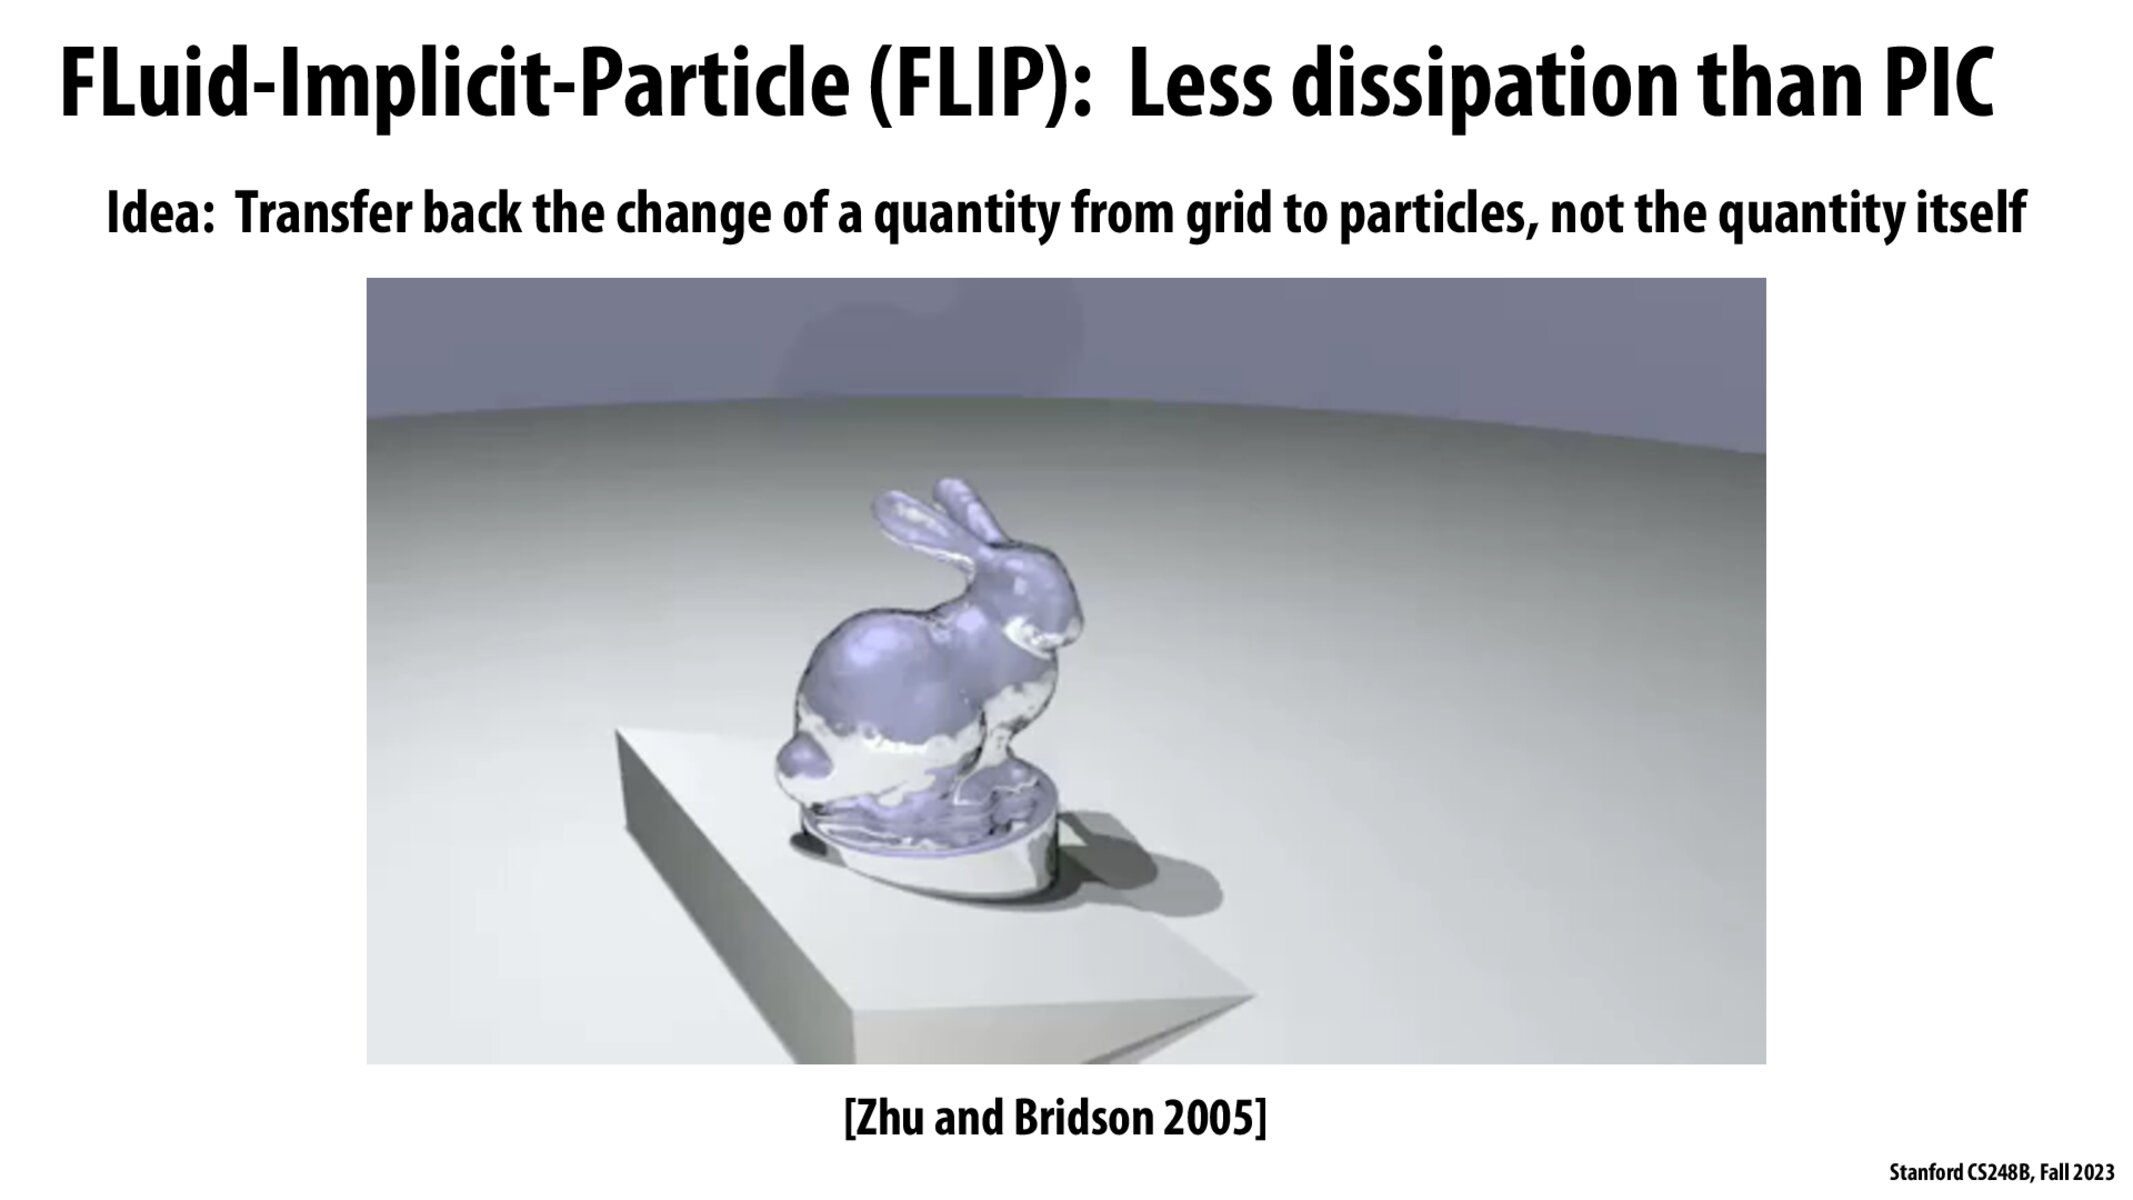 FLuid-Implicit-Particle (FLIP): Less dissipation than PIC
Idea: Transfer back the change of a quantity from grid to particles, not the quantity itself
[Zhu and Bridson 2005]
Stanford CS248B, Fall 2023